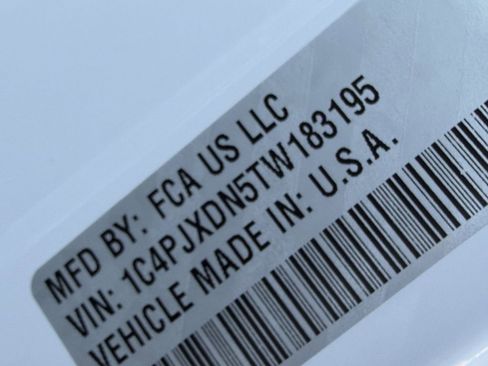 MFD BY: FCA US LLC
VIN: 1C4PJXDN5TW183195
VEHICLE MADE IN: U.S.A.